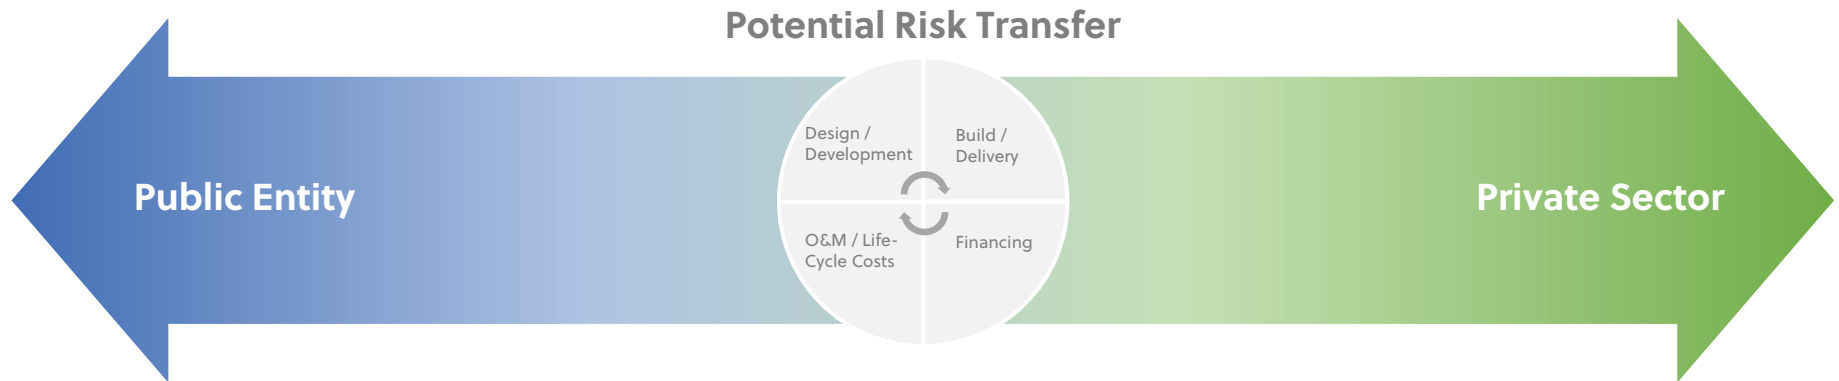 Potential Risk Transfer
Design /
Development
Build /
Delivery
Public Entity
Private Sector
O&M / Life-
Cycle Costs
Financing